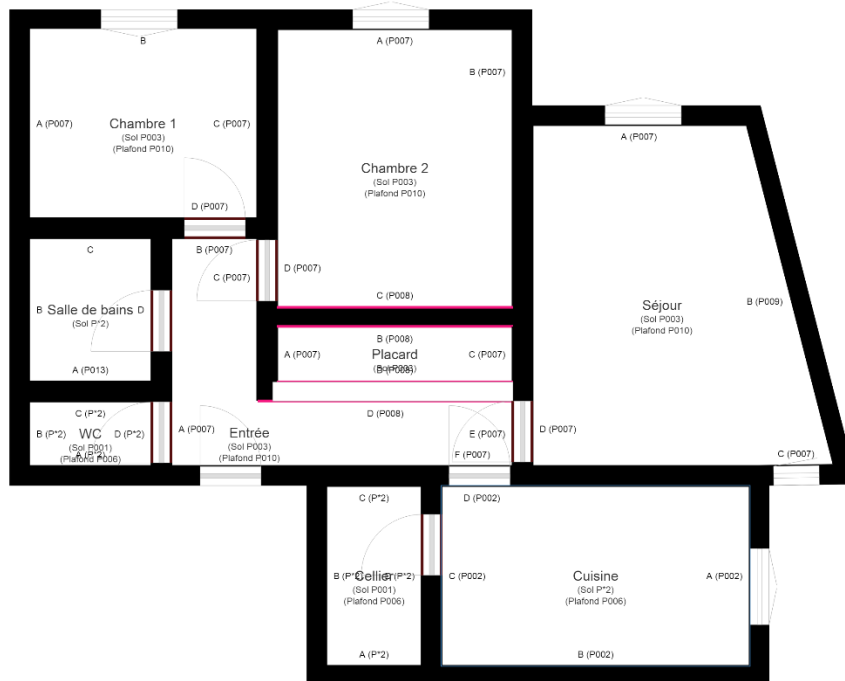 B
A (P007)
B (P007)
A (P007)
C (P007)
Chambre 1
(Sol P003)
(Plafond P010)
D (P007)
A (P007)
Chambre 2
(Sol P003)
(Plafond P010)
B (P007)
C (P007)
D (P007)
C (P008)
C
B
Salle de bains
(Sol P*2)
D
A (P013)
Séjour
(Sol P003)
(Plafond P010)
B (P009)
B (P008)
A (P007)
Placard
C (P007)
D (P008)
C (P*2)
B (P*2)
WC
D (P*2)
(Sol P001)
A (P*2)
(Plafond P006)
A (P007)
Entrée
(Sol P003)
(Plafond P010)
E (P007)
F (P007)
D (P007)
C (P007)
C (P*2)
Cellier
(Sol P001)
(Plafond P006)
A (P*2)
D (P002)
C (P002)
Cuisine
(Sol P*2)
(Plafond P006)
A (P002)
B (P002)